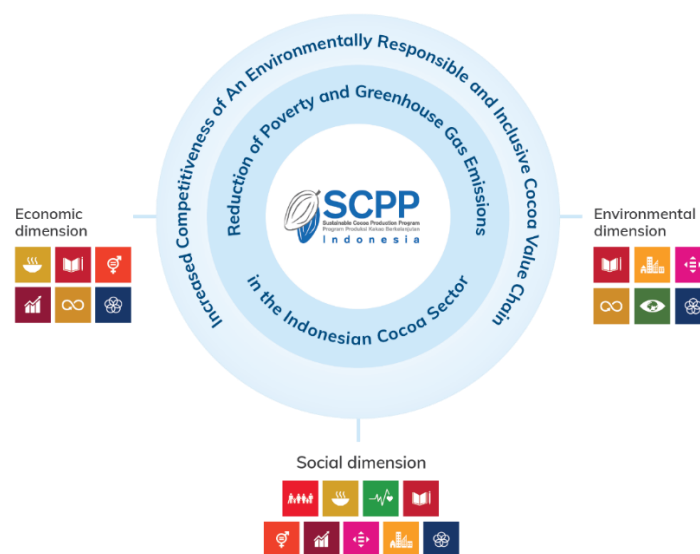 Increased Competitiveness of An Environmentally Responsible and Inclusive Cocoa Value Chain
Reduction of Poverty and Greenhouse Gas Emissions
in the Indonesian Cocoa Sector
SCPP
Sustainable Cocoa Production Program
Program Produksi Kakao Berkelanjutan
Indonesia
Economic
dimension
Environmental
dimension
Social dimension